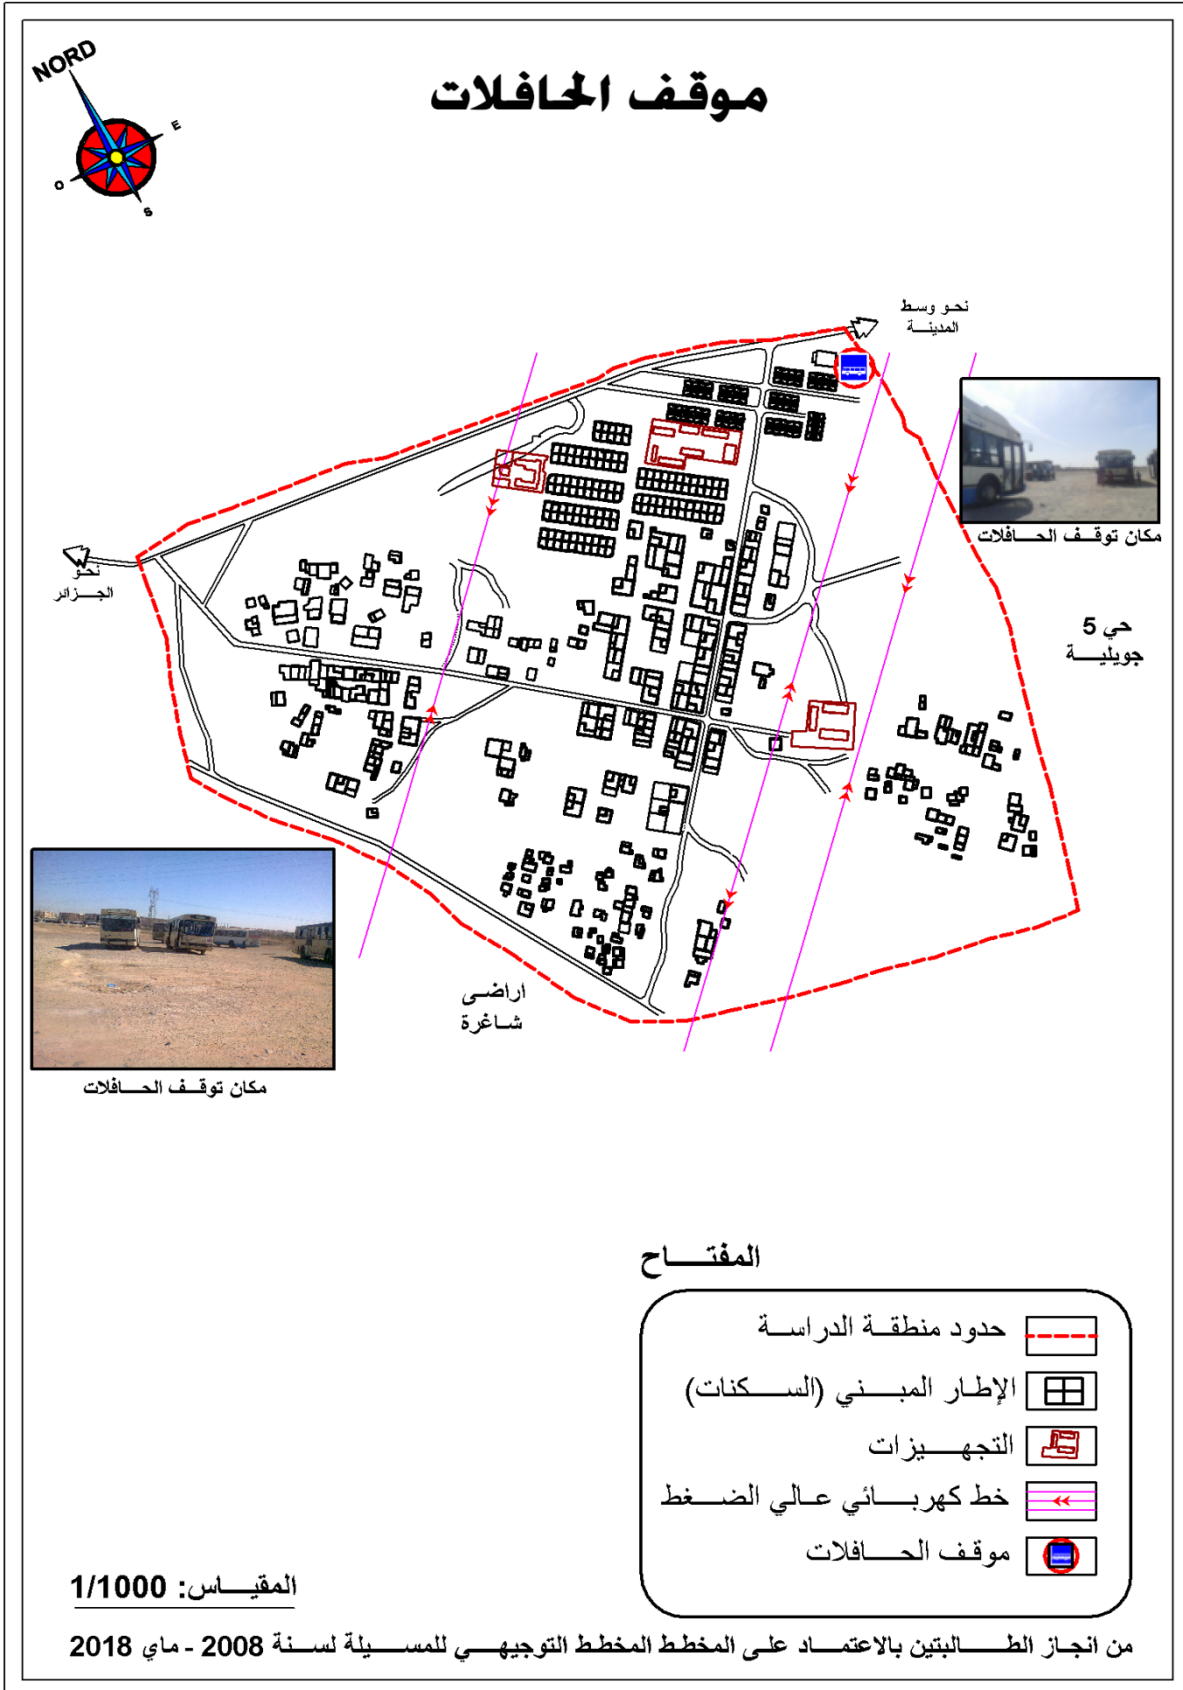 NORD
E
O
S
موقف الحافلات
نحو وسط
المدينة
مكان توقف الحافلات
نحو
الجزائر
حي 5
جويلية
اراضى
شاغرة
مكان توقف الحافلات
المفتاح
حدود منطقة الدراسة
الإطار المبني (السكنات)
التجهيزات
خط كهربائي عالي الضغط
موقف الحافلات
المقياس: 1/1000
من انجاز الطالبتين بالاعتماد على المخطط المخطط التوجيهي للمسيلة لسنة 2008 - ماي 2018